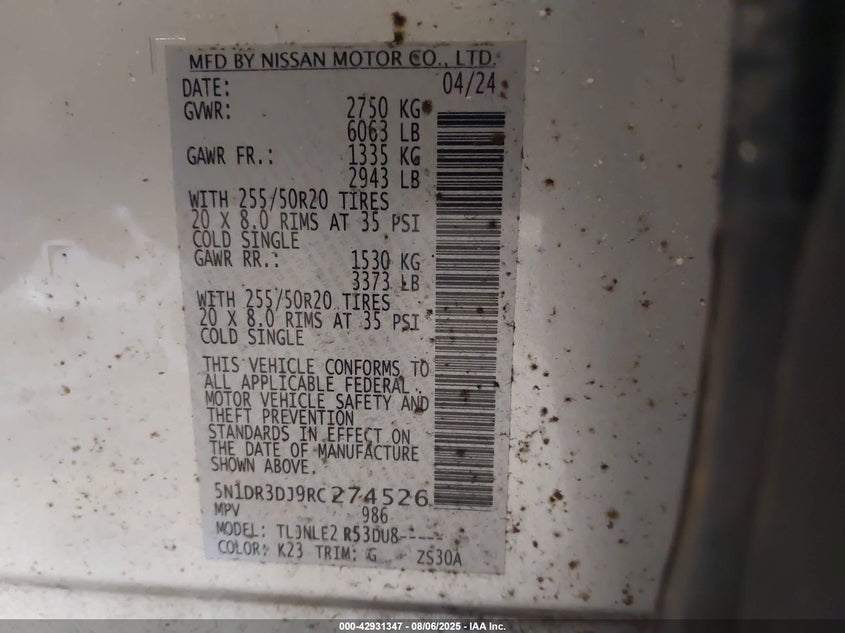 MFD BY NISSAN MOTOR CO., LTD.
DATE: 04/24
GVWR: 2750 KG
6063 LB
GAWR FR.: 1335 KG
2943 LB
WITH 255/50R20 TIRES
20 X 8.0 RIMS AT 35 PSI
COLD SINGLE
GAWR RR.: 1530 KG
3373 LB
WITH 255/50R20 TIRES
20 X 8.0 RIMS AT 35 PSI
COLD SINGLE
THIS VEHICLE CONFORMS TO
ALL APPLICABLE FEDERAL
MOTOR VEHICLE SAFETY AND
THEFT PREVENTION
STANDARDS IN EFFECT ON
THE DATE OF MANUFACTURE
SHOWN ABOVE.
5N1DR3DJ9RC274526
MPV 986
MODEL: TLJNLE2 R53DU8-----
COLOR: K23 TRIM: G ZS30A
000-42931347 - 08/06/2025 - IAA Inc.